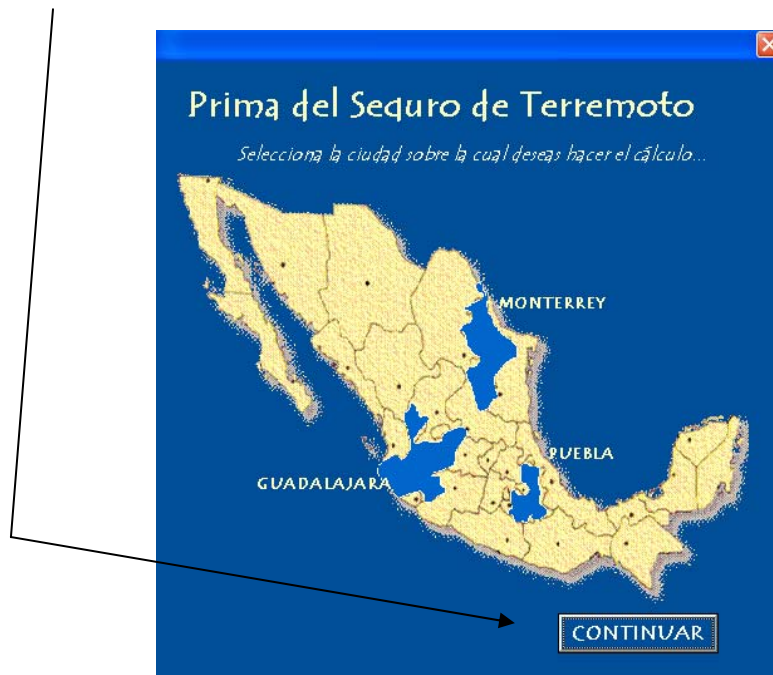 Prima del Seguro de Terremoto
Selecciona la ciudad sobre la cual deseas hacer el cálculo...
MONTERREY
PUEBLA
GUADALAJARA
CONTINUAR